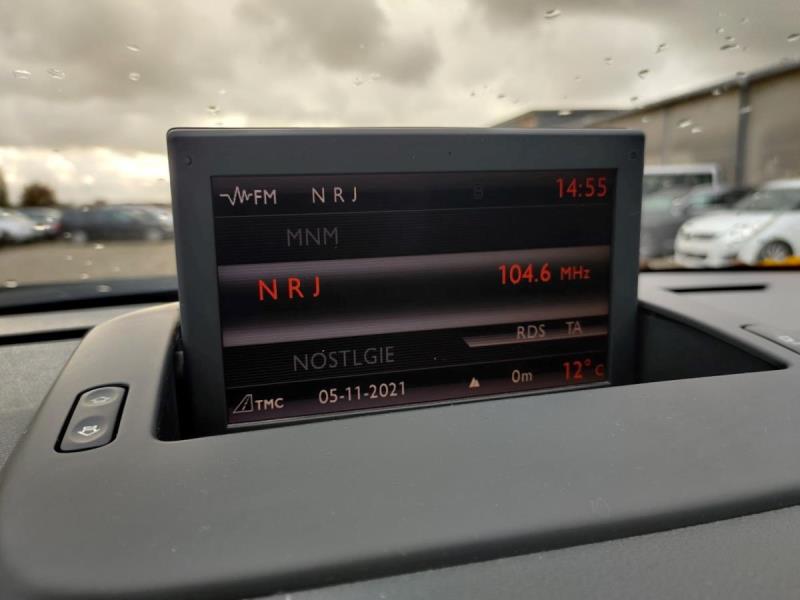 FM NRJ 14:55
MNM
NRJ 104.6 MHz
RDS TA
NOSTLGIE
TMC 05-11-2021 0m 12°C